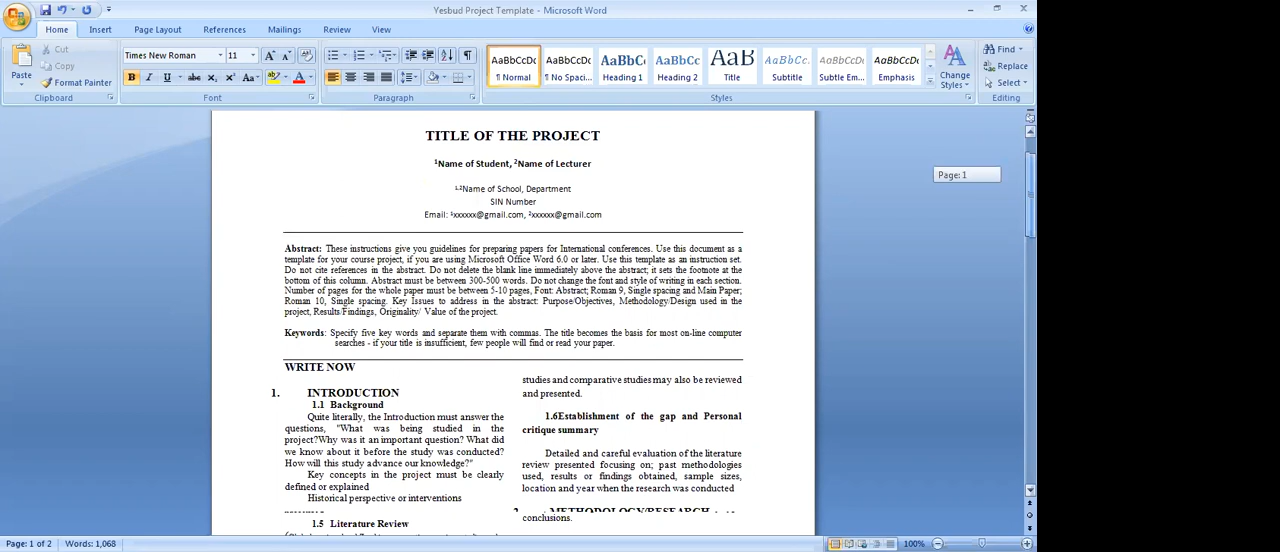 Yesbud Project Template - Microsoft Word
Home Insert Page Layout References Mailings Review View
Cut
Copy
Format Painter
Paste
Clipboard
Times New Roman 11
Font
Paragraph
AaBbCcDc AaBbCcDc AaBbC AaBbCc AaB AaBbCc. AaBbCcDc AaBbCcDc
¶ Normal ¶ No Spaci... Heading 1 Heading 2 Title Subtitle Subtle Em... Emphasis
Change
Styles
Styles
Find
Replace
Select
Editing
Page: 1
TITLE OF THE PROJECT
¹Name of Student, ²Name of Lecturer
¹·²Name of School, Department
SIN Number
Email: ¹xxxxxx@gmail.com, ²xxxxxx@gmail.com
Abstract: These instructions give you guidelines for preparing papers for International conferences. Use this document as a
template for your course project, if you are using Microsoft Office Word 6.0 or later. Use this template as an instruction set.
Do not cite references in the abstract. Do not delete the blank line immediately above the abstract; it sets the footnote at the
bottom of this column. Abstract must be between 300-500 words. Do not change the font and style of writing in each section.
Number of pages for the whole paper must be between 5-10 pages, Font: Abstract; Roman 9, Single spacing and Main Paper;
Roman 10, Single spacing. Key Issues to address in the abstract: Purpose/Objectives, Methodology/Design used in the
project, Results/Findings, Originality/ Value of the project.
Keywords: Specify five key words and separate them with commas. The title becomes the basis for most on-line computer
searches - if your title is insufficient, few people will find or read your paper.
WRITE NOW
1. INTRODUCTION
1.1 Background
Quite literally, the Introduction must answer the
questions, "What was being studied in the
project?Why was it an important question? What did
we know about it before the study was conducted?
How will this study advance our knowledge?"
Key concepts in the project must be clearly
defined or explained
Historical perspective or interventions
1.5 Literature Review
studies and comparative studies may also be reviewed
and presented.
1.6Establishment of the gap and Personal
critique summary
Detailed and careful evaluation of the literature
review presented focusing on; past methodologies
used, results or findings obtained, sample sizes,
location and year when the research was conducted
2. METHODOLOGY/RESEARCH
conclusions.
Page: 1 of 2 Words: 1,068
100%